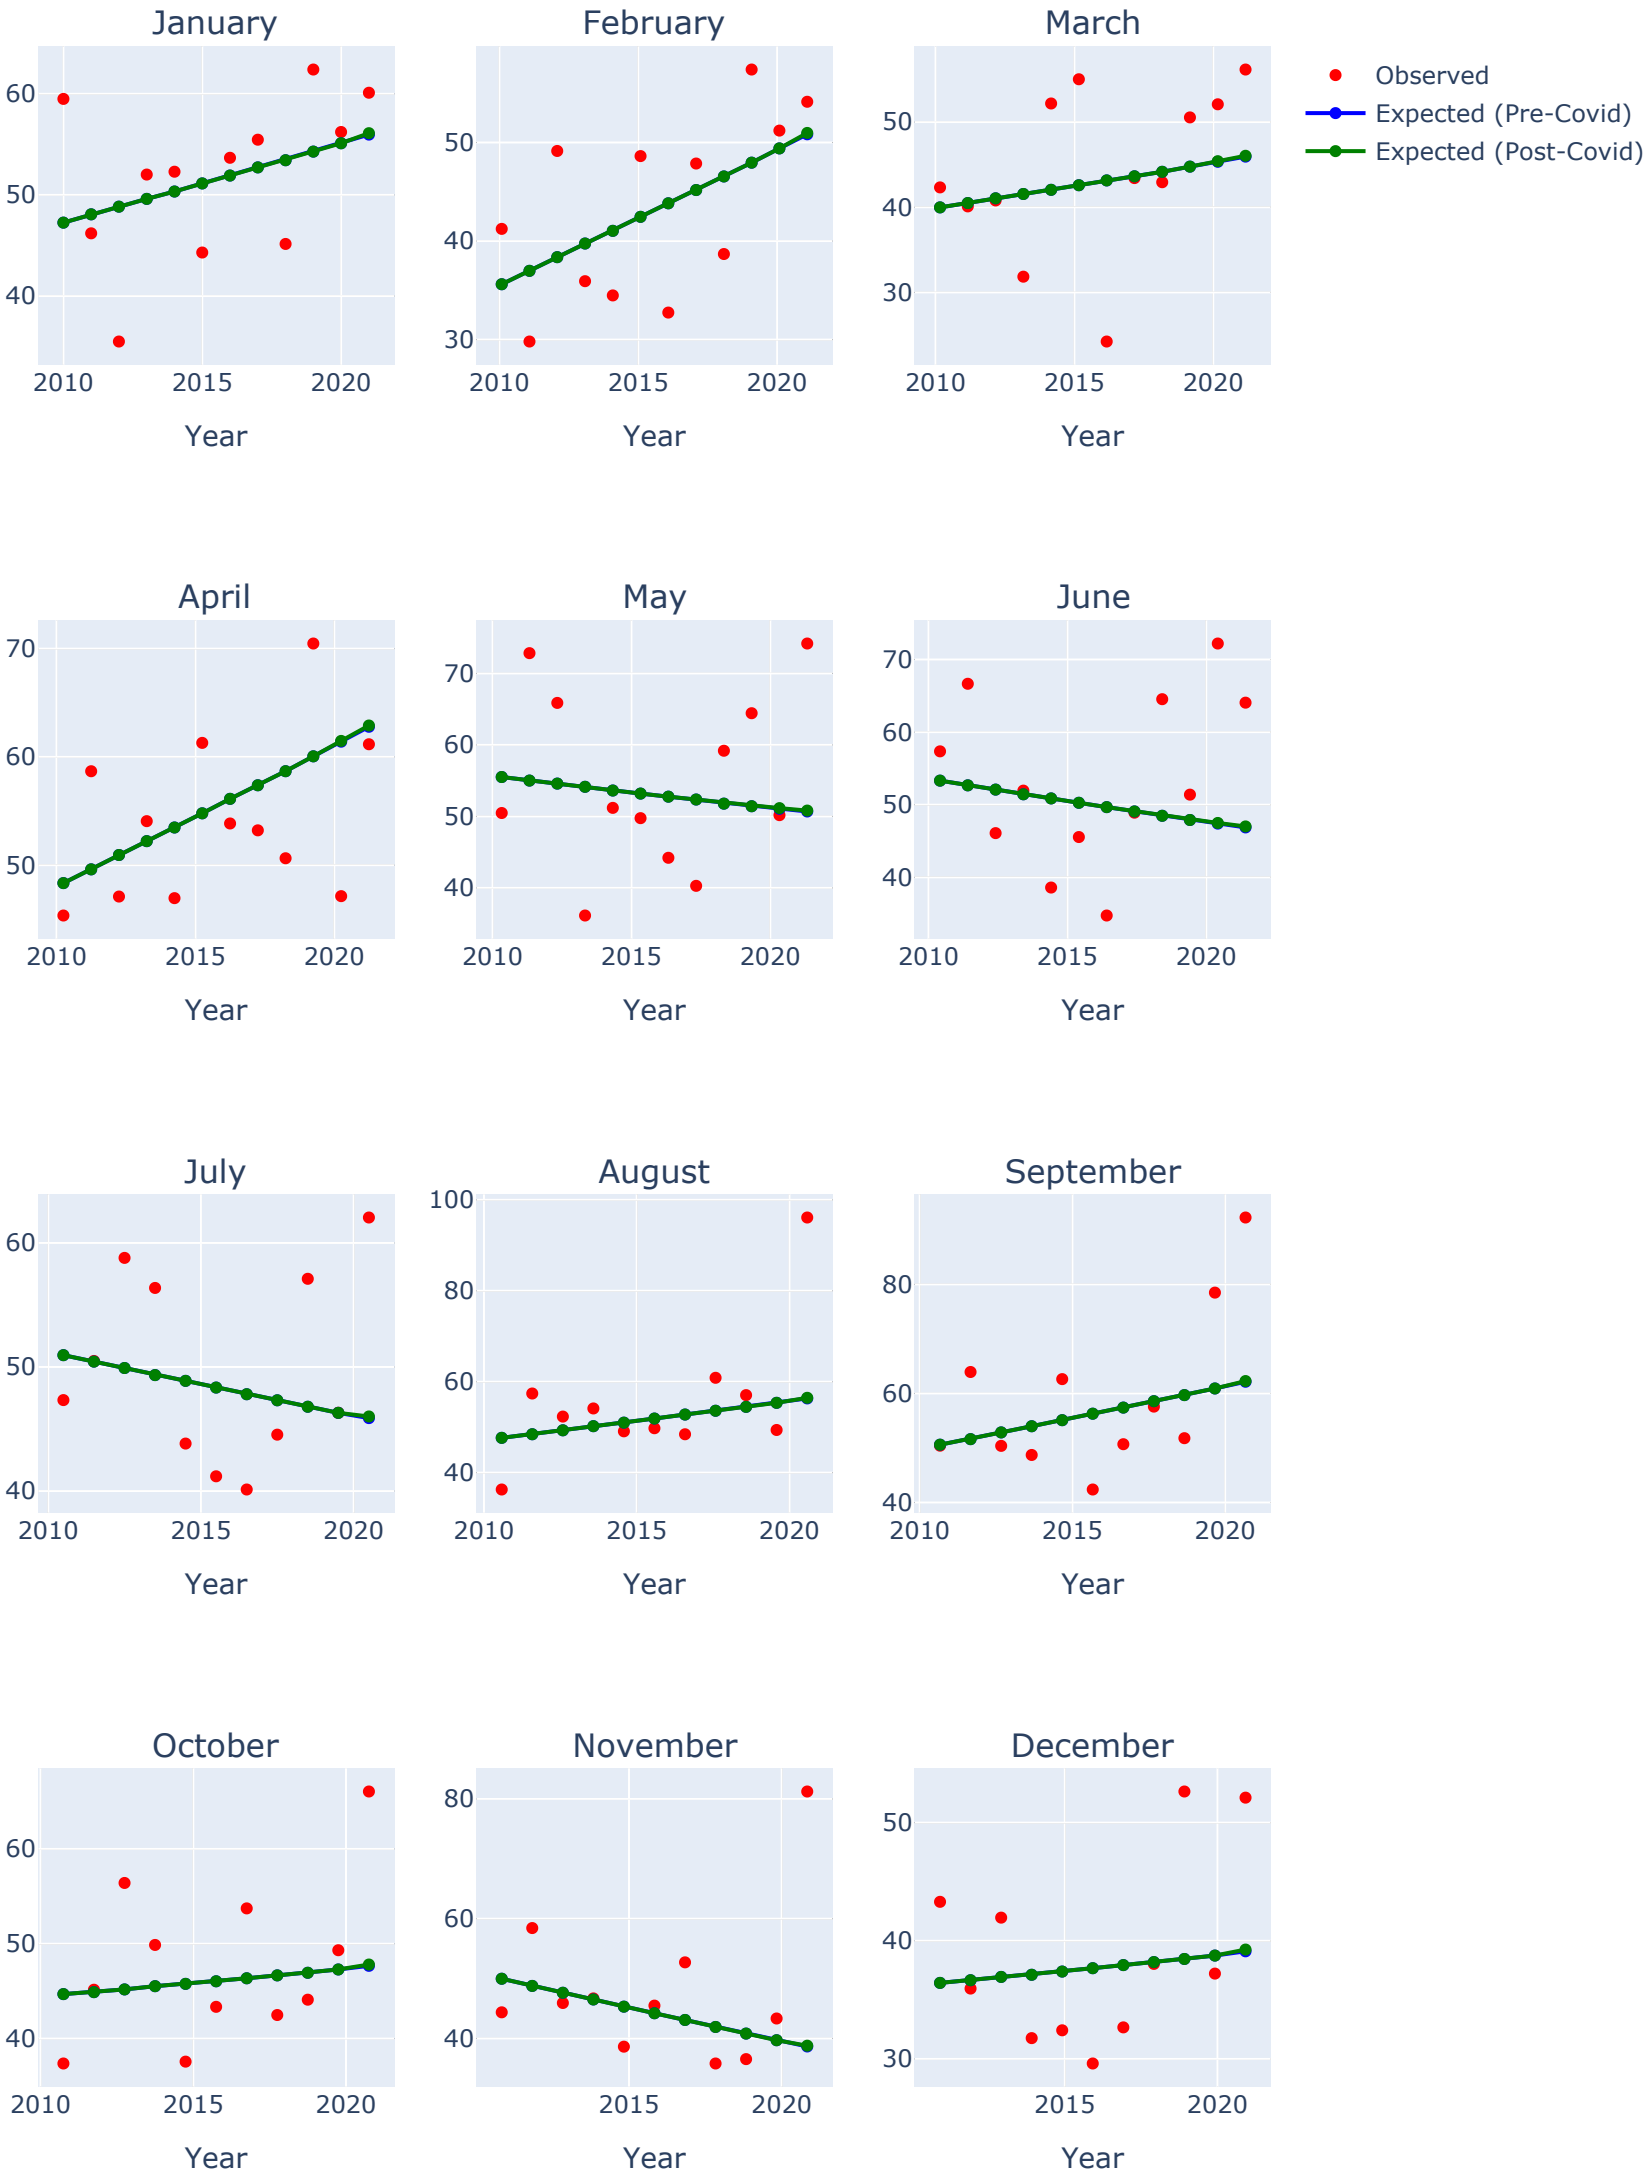 January
February
March
60
50
40
2010 2015 2020
Year
50
40
30
2010 2015 2020
Year
50
40
30
2010 2015 2020
Year
Observed
Expected (Pre-Covid)
Expected (Post-Covid)
April
May
June
70
60
50
2010 2015 2020
Year
70
60
50
40
2010 2015 2020
Year
70
60
50
40
2010 2015 2020
Year
July
August
September
60
50
40
2010 2015 2020
Year
100
80
60
40
2010 2015 2020
Year
80
60
40
2010 2015 2020
Year
October
November
December
60
50
40
2010 2015 2020
Year
80
60
40
2015 2020
Year
50
40
30
2015 2020
Year